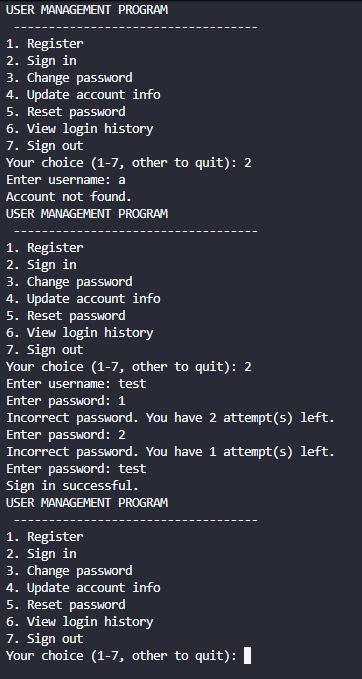 USER MANAGEMENT PROGRAM
-----------------------------------
1. Register
2. Sign in
3. Change password
4. Update account info
5. Reset password
6. View login history
7. Sign out
Your choice (1-7, other to quit): 2
Enter username: a
Account not found.
USER MANAGEMENT PROGRAM
-----------------------------------
1. Register
2. Sign in
3. Change password
4. Update account info
5. Reset password
6. View login history
7. Sign out
Your choice (1-7, other to quit): 2
Enter username: test
Enter password: 1
Incorrect password. You have 2 attempt(s) left.
Enter password: 2
Incorrect password. You have 1 attempt(s) left.
Enter password: test
Sign in successful.
USER MANAGEMENT PROGRAM
-----------------------------------
1. Register
2. Sign in
3. Change password
4. Update account info
5. Reset password
6. View login history
7. Sign out
Your choice (1-7, other to quit):